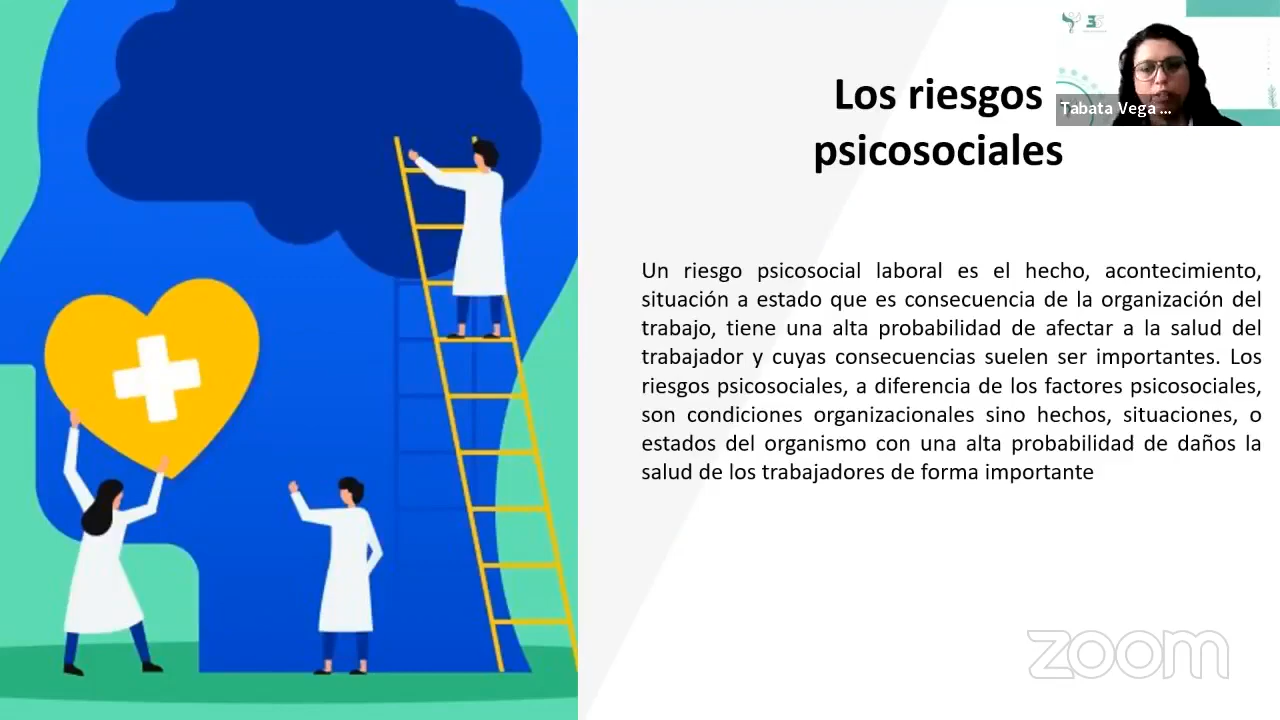 Los riesgos
psicosociales
Tabata Vega ...
Un riesgo psicosocial laboral es el hecho, acontecimiento,
situación a estado que es consecuencia de la organización del
trabajo, tiene una alta probabilidad de afectar a la salud del
trabajador y cuyas consecuencias suelen ser importantes. Los
riesgos psicosociales, a diferencia de los factores psicosociales,
son condiciones organizacionales sino hechos, situaciones, o
estados del organismo con una alta probabilidad de daños la
salud de los trabajadores de forma importante
zoom